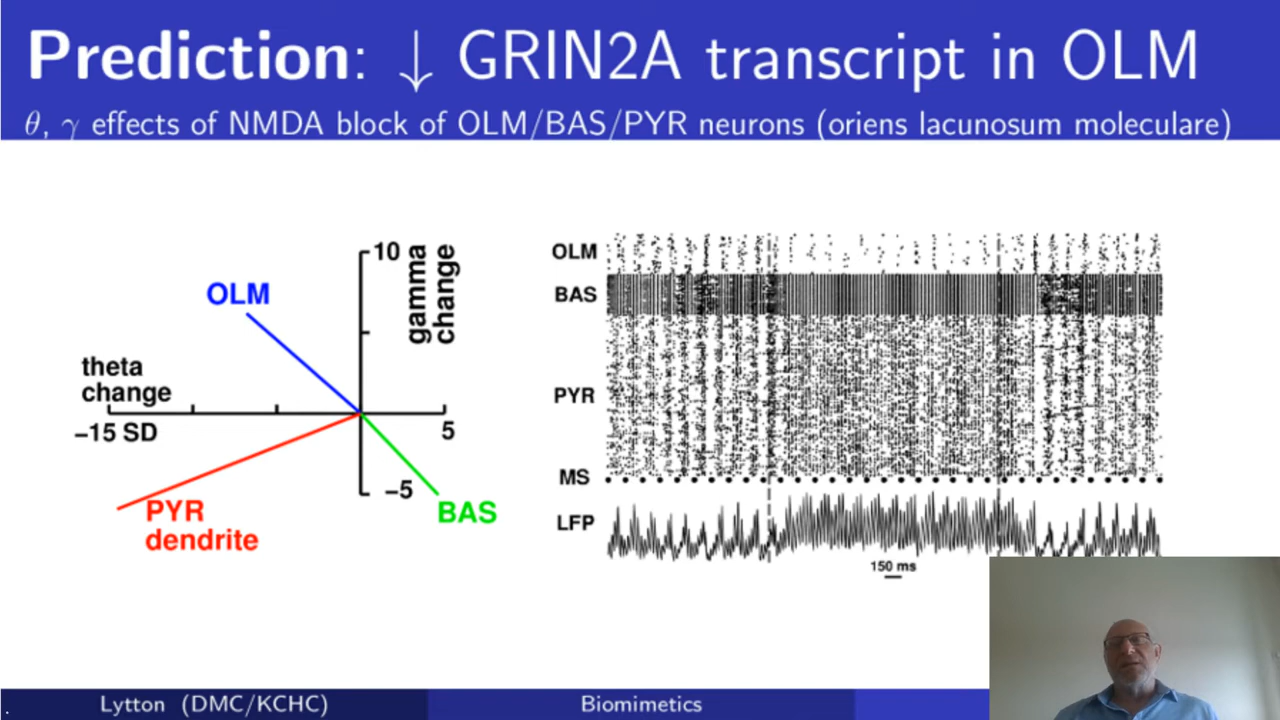 Prediction: ↓ GRIN2A transcript in OLM
θ, γ effects of NMDA block of OLM/BAS/PYR neurons (oriens lacunosum moleculare)
10
gamma
change
OLM
theta
change
−15 SD
5
−5
PYR
dendrite
BAS
OLM
BAS
PYR
MS
LFP
150 ms
Lytton (DMC/KCHC)
Biomimetics